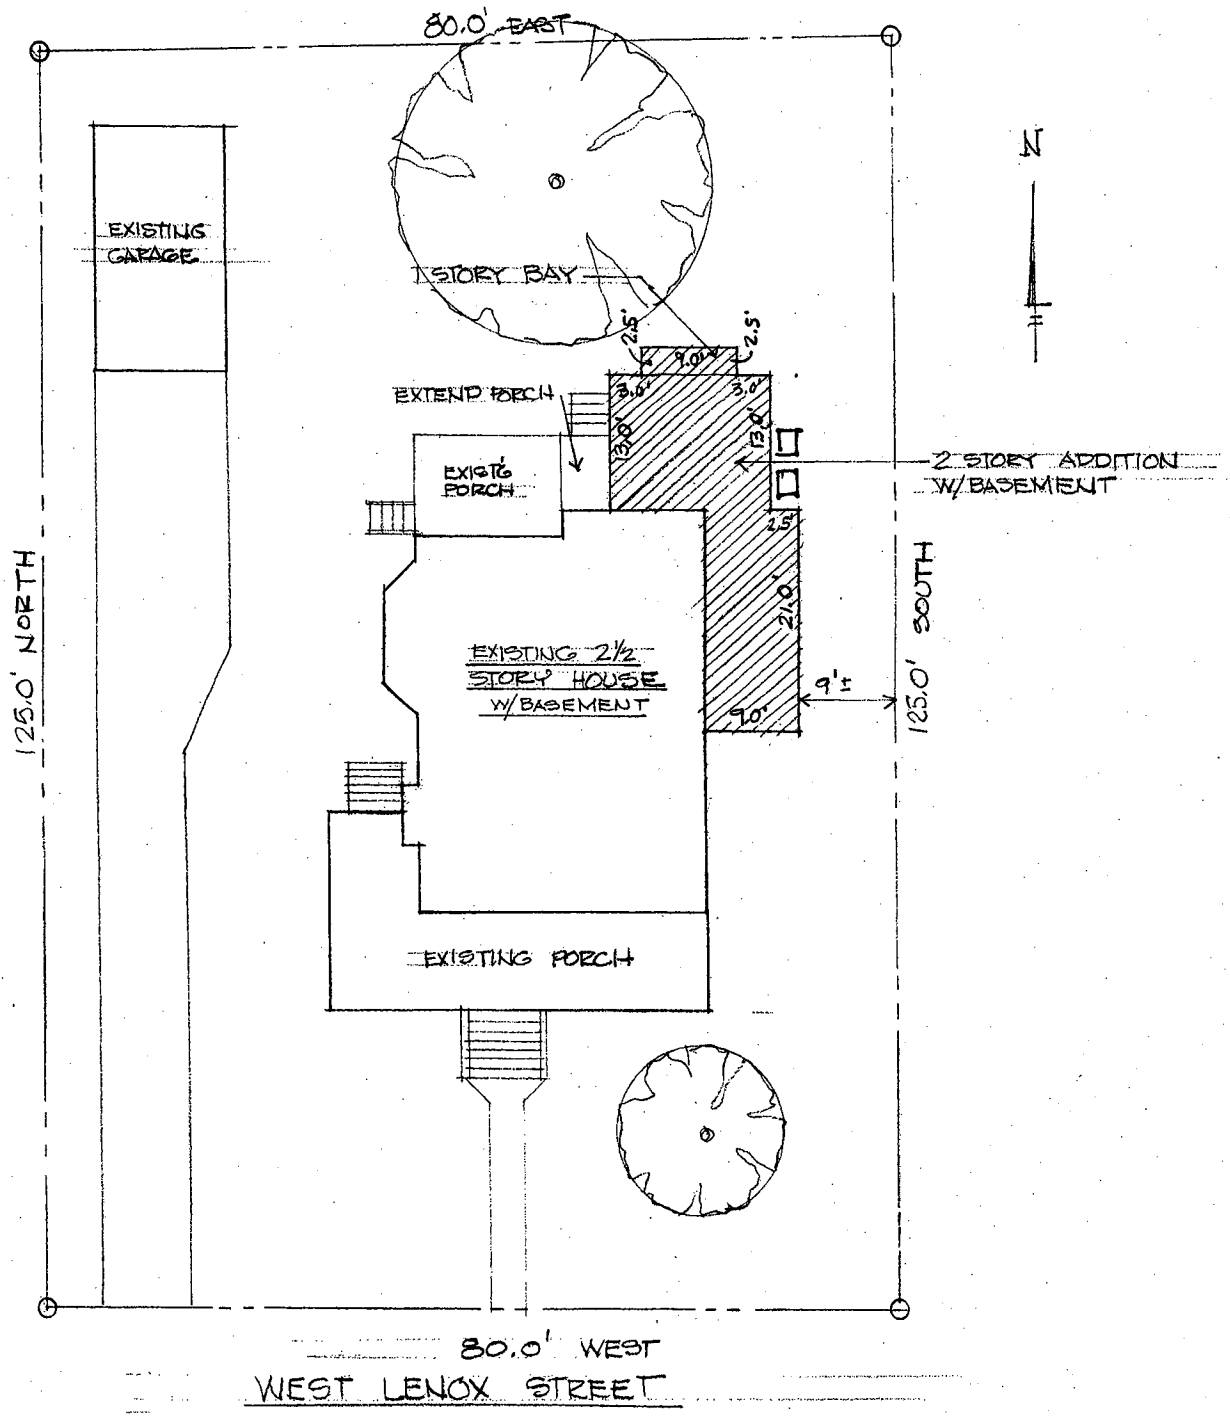 80.0' EAST
N
EXISTING
GARAGE
1 STORY BAY
2.5'
9.0'
2.5'
3.0'
3.0'
EXTEND PORCH
13.0'
13.0'
EXIST'G
PORCH
2 STORY ADDITION
W/BASEMENT
2.5'
21.0'
125.0' NORTH
125.0' SOUTH
EXISTING 2½
STORY HOUSE
W/BASEMENT
9'±
9.0'
EXISTING PORCH
80.0' WEST
WEST LENOX STREET